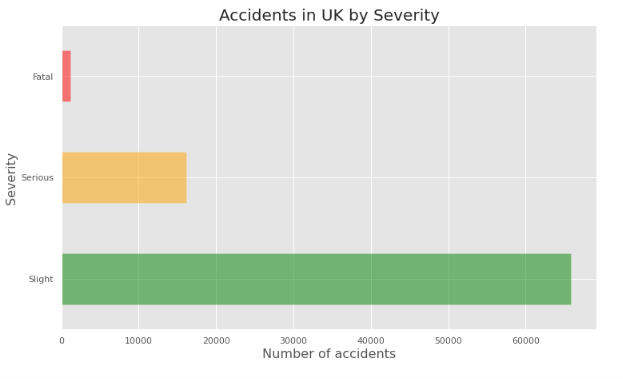 Accidents in UK by Severity
Fatal
Serious
Slight
Severity
0 10000 20000 30000 40000 50000 60000
Number of accidents